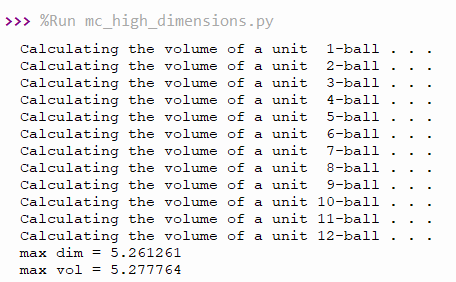 >>> %Run mc_high_dimensions.py
Calculating the volume of a unit  1-ball . . .
Calculating the volume of a unit  2-ball . . .
Calculating the volume of a unit  3-ball . . .
Calculating the volume of a unit  4-ball . . .
Calculating the volume of a unit  5-ball . . .
Calculating the volume of a unit  6-ball . . .
Calculating the volume of a unit  7-ball . . .
Calculating the volume of a unit  8-ball . . .
Calculating the volume of a unit  9-ball . . .
Calculating the volume of a unit 10-ball . . .
Calculating the volume of a unit 11-ball . . .
Calculating the volume of a unit 12-ball . . .
max dim = 5.261261
max vol = 5.277764